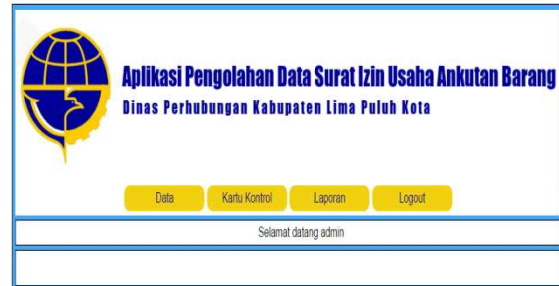 Aplikasi Pengolahan Data Surat Izin Usaha Ankutan Barang
Dinas Perhubungan Kabupaten Lima Puluh Kota
Data Kartu Kontrol Laporan Logout
Selamat datang admin